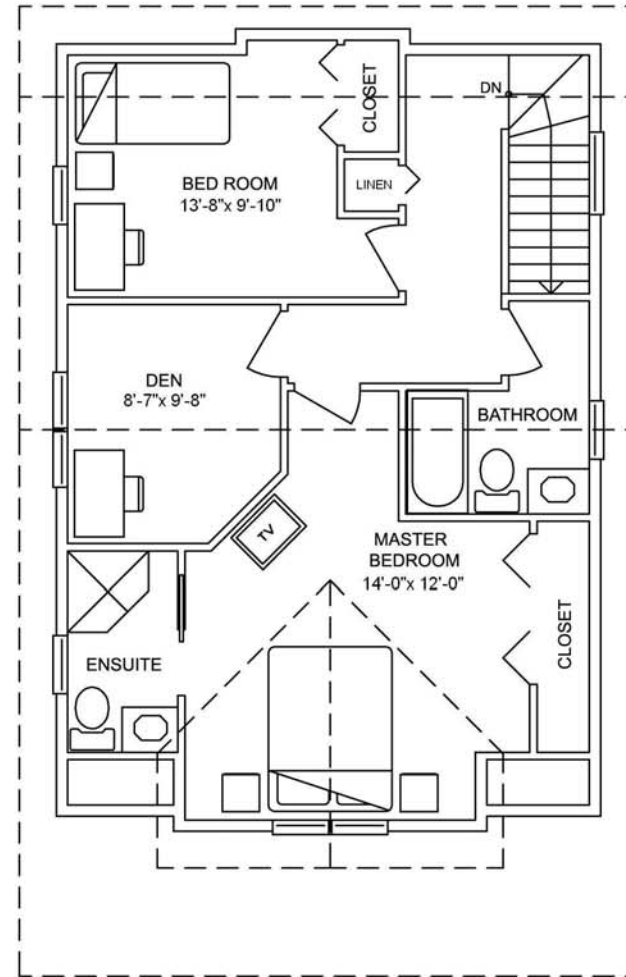 CLOSET
DN
BED ROOM
13'-8"x 9'-10"
LINEN
DEN
8'-7"x 9'-8"
BATHROOM
TV
MASTER
BEDROOM
14'-0"x 12'-0"
CLOSET
ENSUITE